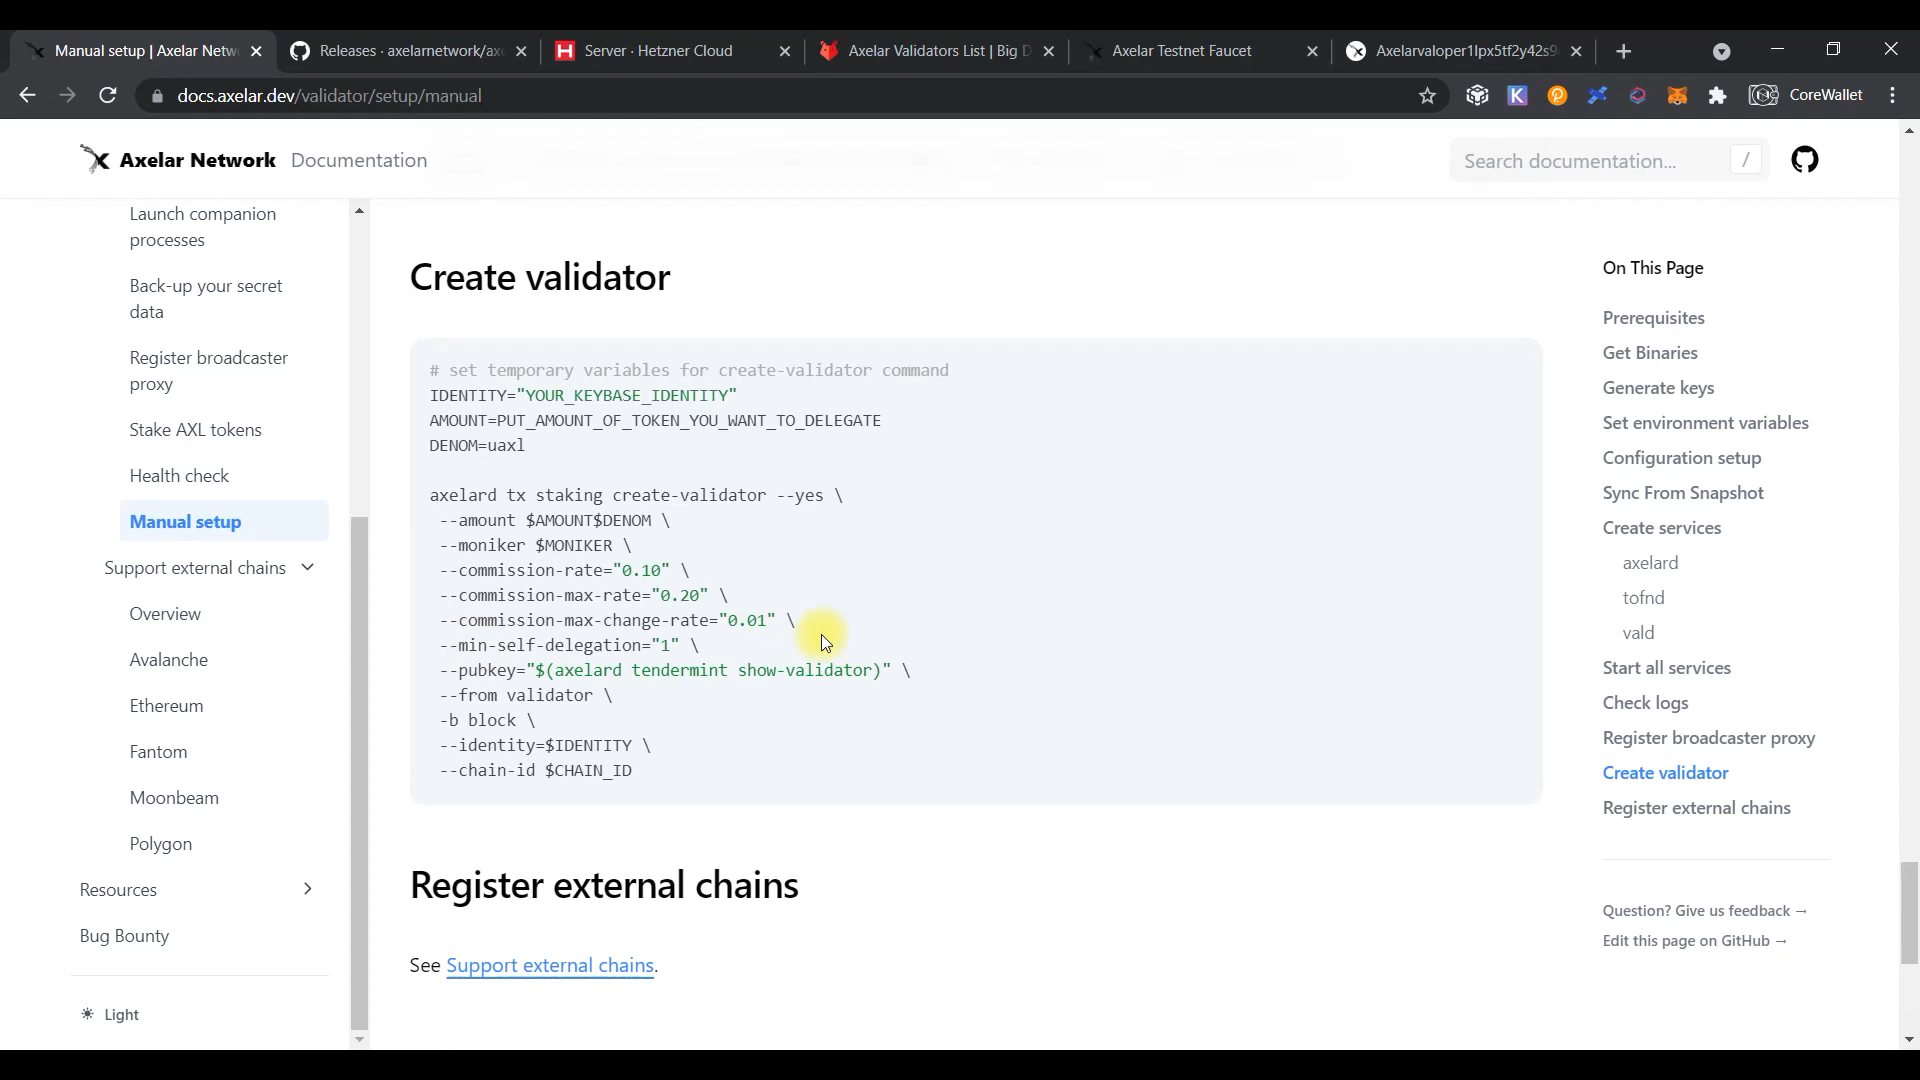 Manual setup | Axelar Netw
Releases · axelarnetwork/axe
Server · Hetzner Cloud
Axelar Validators List | Big D
Axelar Testnet Faucet
Axelarvaloper1lpx5tf2y42s9
docs.axelar.dev/validator/setup/manual
CoreWallet
Axelar Network Documentation
Search documentation... /
Launch companion
processes
Back-up your secret
data
Register broadcaster
proxy
Stake AXL tokens
Health check
Manual setup
Support external chains
Overview
Avalanche
Ethereum
Fantom
Moonbeam
Polygon
Resources
Bug Bounty
Light
Create validator
# set temporary variables for create-validator command
IDENTITY="YOUR_KEYBASE_IDENTITY"
AMOUNT=PUT_AMOUNT_OF_TOKEN_YOU_WANT_TO_DELEGATE
DENOM=uaxl
axelard tx staking create-validator --yes \
--amount $AMOUNT$DENOM \
--moniker $MONIKER \
--commission-rate="0.10" \
--commission-max-rate="0.20" \
--commission-max-change-rate="0.01" \
--min-self-delegation="1" \
--pubkey="$(axelard tendermint show-validator)" \
--from validator \
-b block \
--identity=$IDENTITY \
--chain-id $CHAIN_ID
Register external chains
See Support external chains.
On This Page
Prerequisites
Get Binaries
Generate keys
Set environment variables
Configuration setup
Sync From Snapshot
Create services
axelard
tofnd
vald
Start all services
Check logs
Register broadcaster proxy
Create validator
Register external chains
Question? Give us feedback →
Edit this page on GitHub →